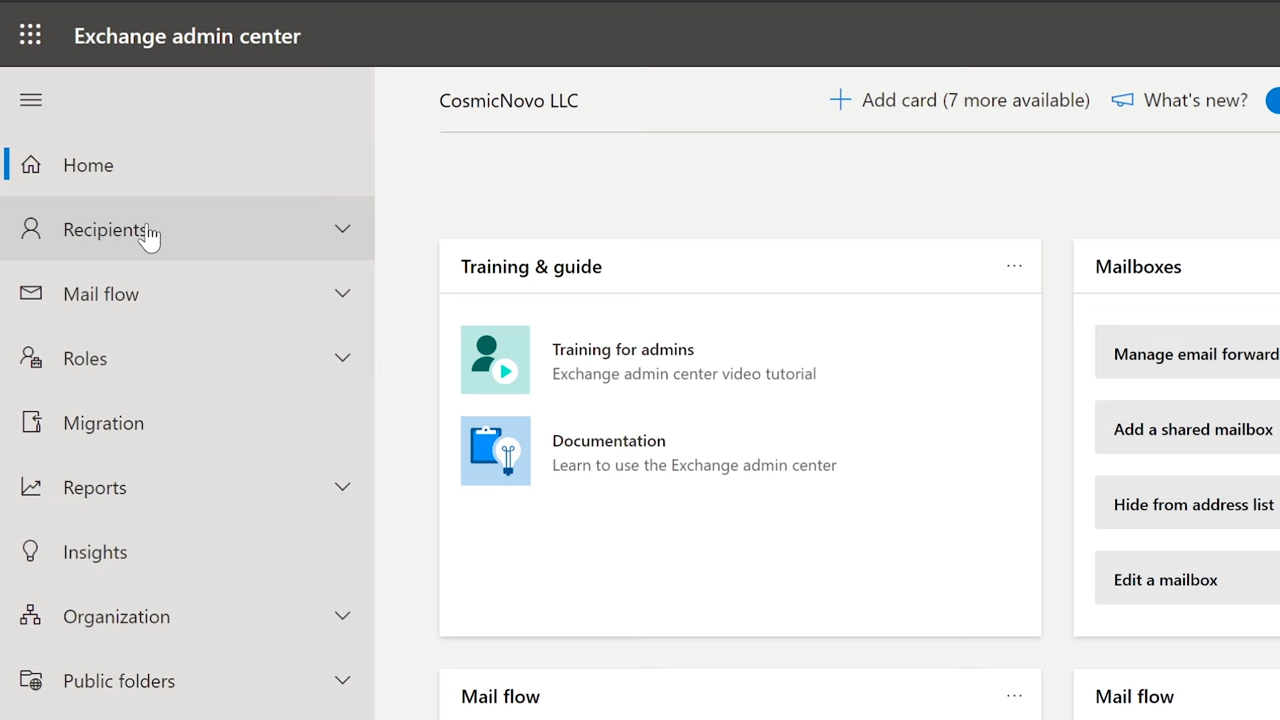 Exchange admin center
Home
Recipients
Mail flow
Roles
Migration
Reports
Insights
Organization
Public folders
CosmicNovo LLC
Add card (7 more available)
What's new?
Training & guide
Training for admins
Exchange admin center video tutorial
Documentation
Learn to use the Exchange admin center
Mailboxes
Manage email forward
Add a shared mailbox
Hide from address list
Edit a mailbox
Mail flow
Mail flow